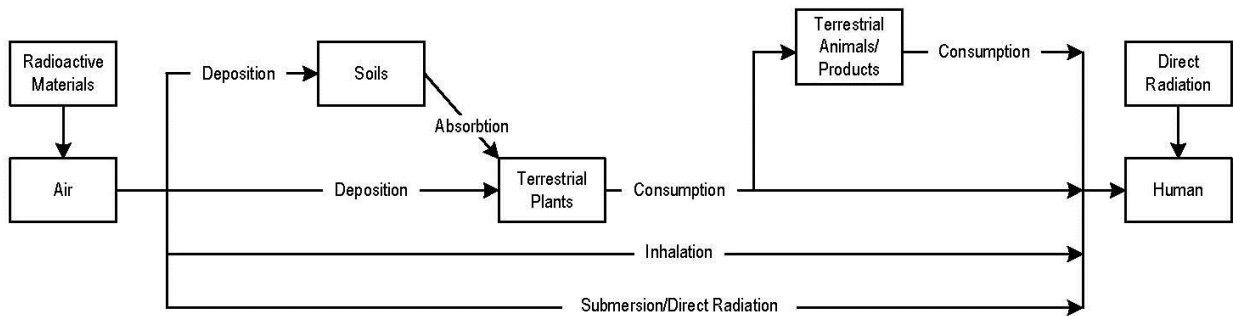 Radioactive
Materials
Deposition
Soils
Terrestrial
Animals/
Products
Consumption
Direct
Radiation
Absorbtion
Air
Deposition
Terrestrial
Plants
Consumption
Human
Inhalation
Submersion/Direct Radiation